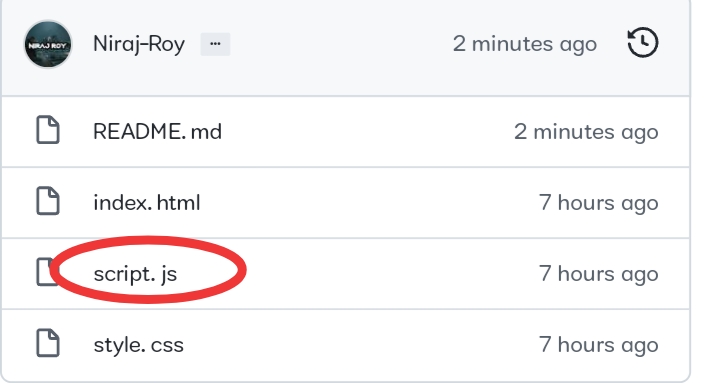 NIRAJ ROY
Niraj-Roy ... 2 minutes ago
README.md 2 minutes ago
index.html 7 hours ago
script.js 7 hours ago
style.css 7 hours ago